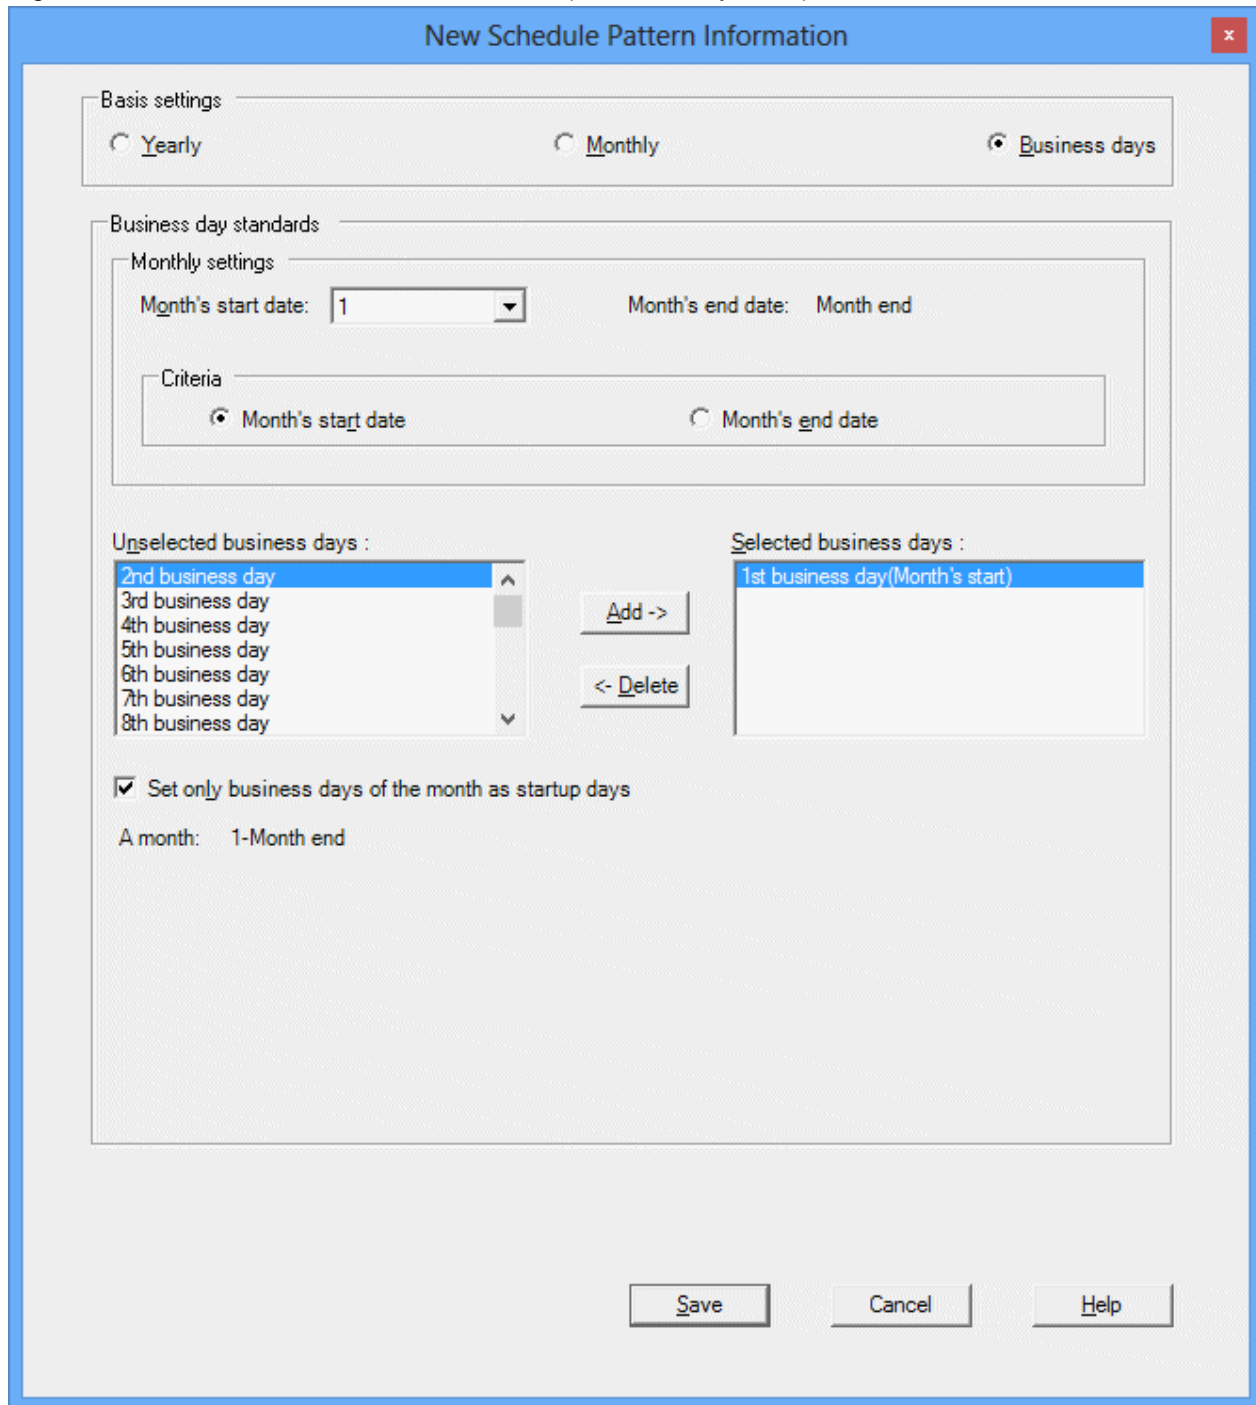 New Schedule Pattern Information
x
Basis settings
Yearly Monthly Business days
Business day standards
Monthly settings
Month's start date: 1 Month's end date: Month end
Criteria
Month's start date Month's end date
Unselected business days : Selected business days :
2nd business day 1st business day(Month's start)
3rd business day
4th business day
5th business day
6th business day
7th business day
8th business day
Add ->
<- Delete
Set only business days of the month as startup days
A month: 1-Month end
Save Cancel Help